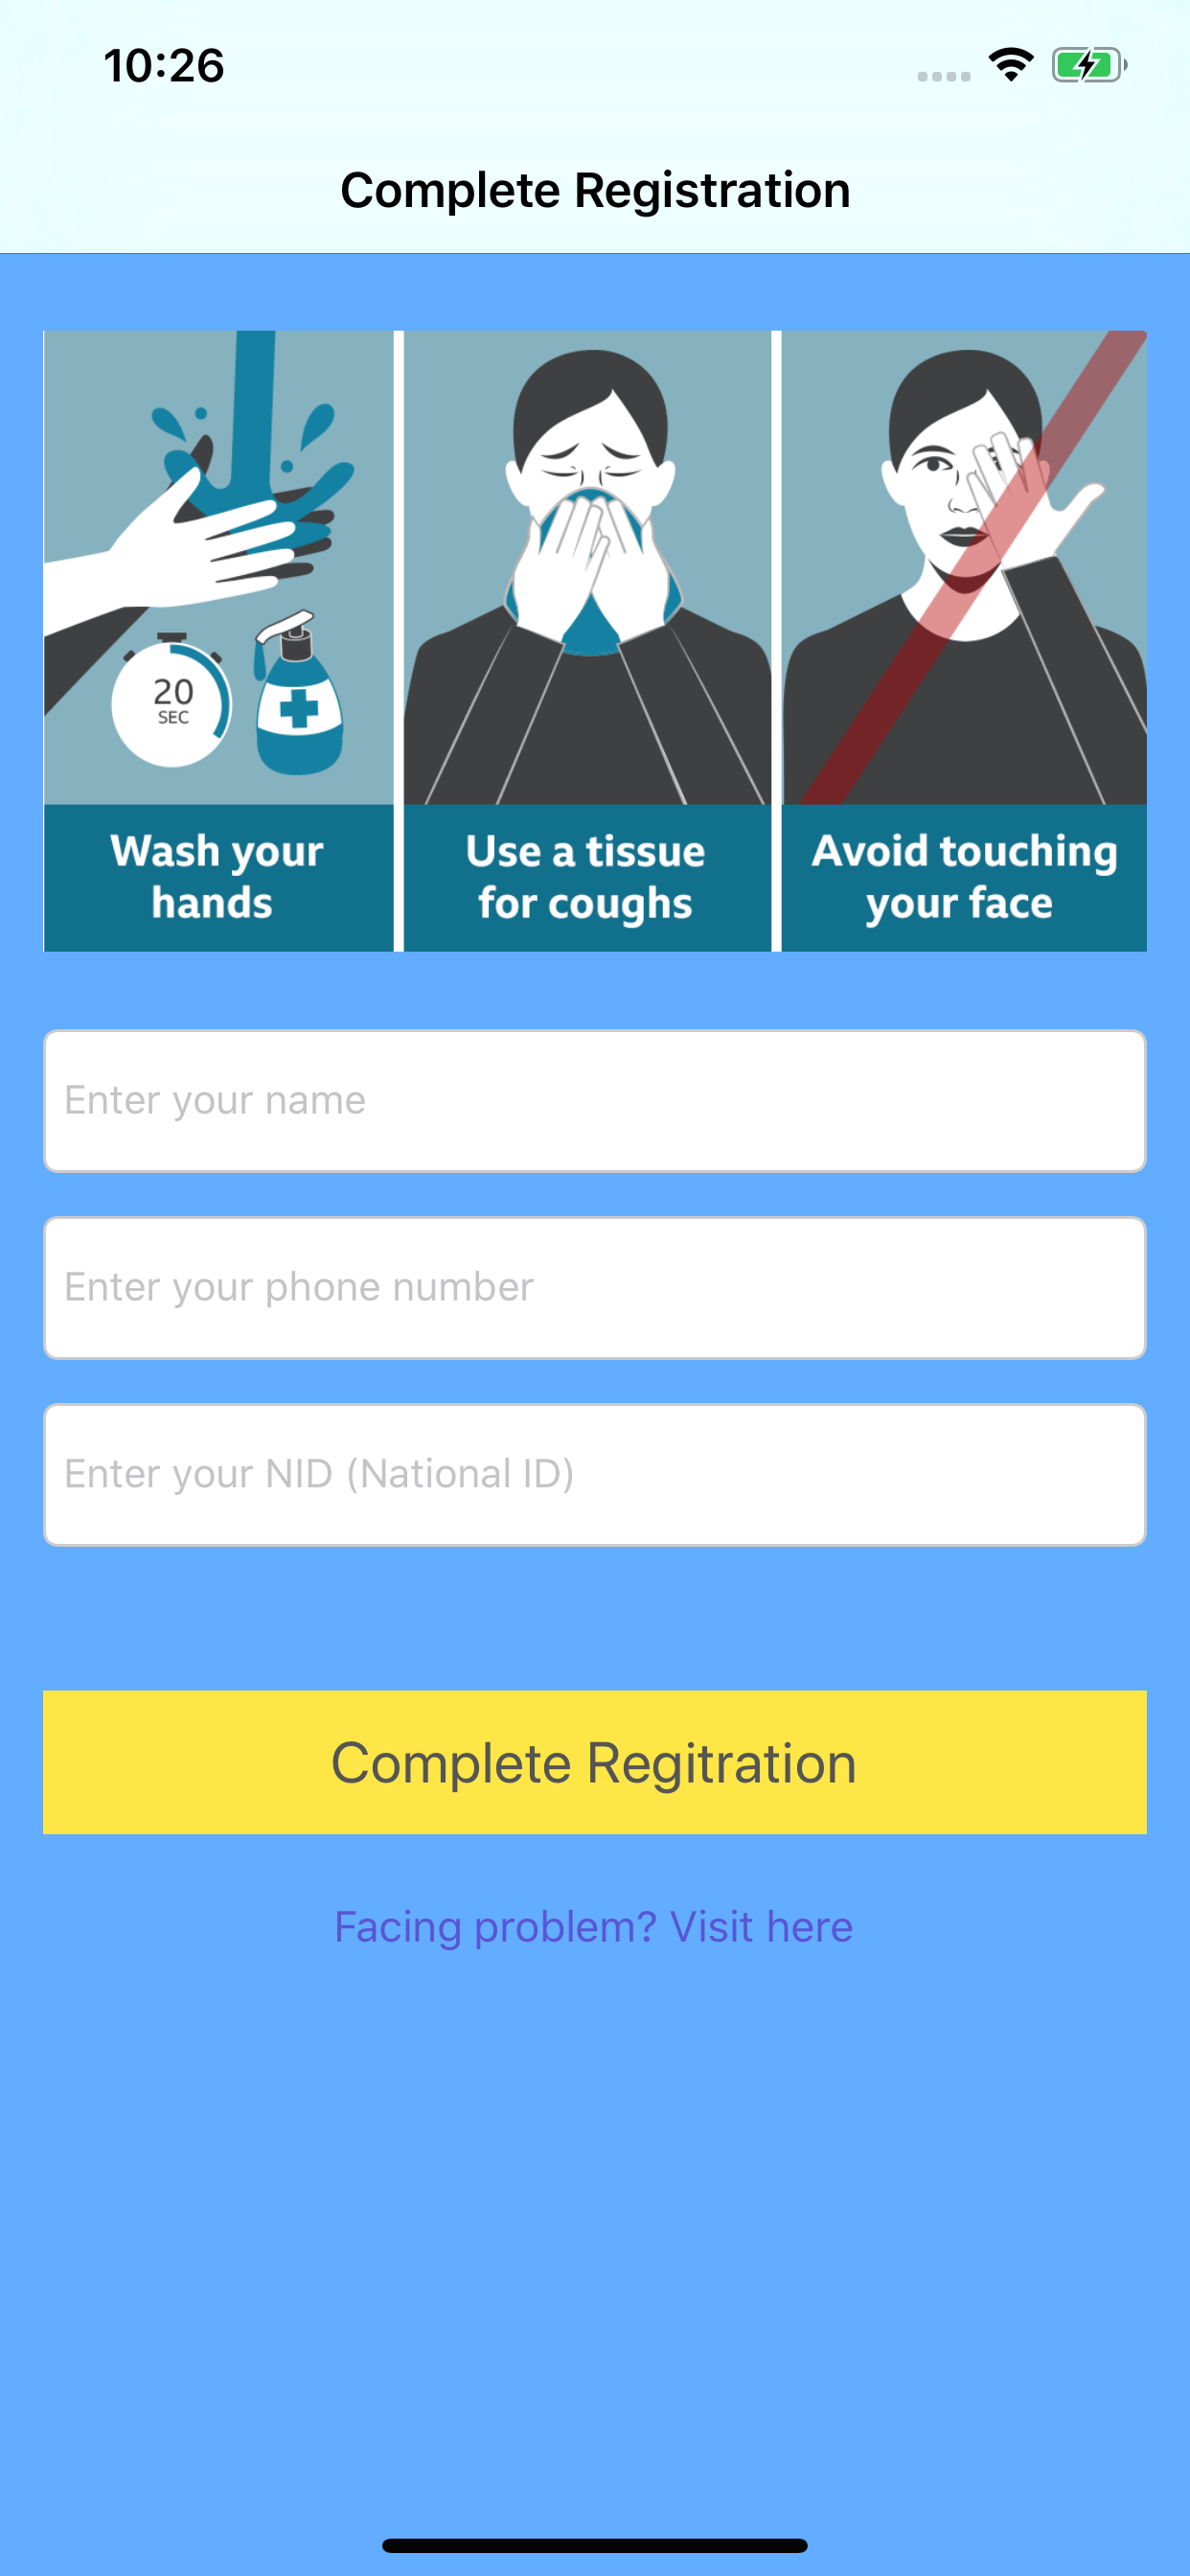 10:26
Complete Registration
20
SEC
Wash your
hands
Use a tissue
for coughs
Avoid touching
your face
Enter your name
Enter your phone number
Enter your NID (National ID)
Complete Regitration
Facing problem? Visit here